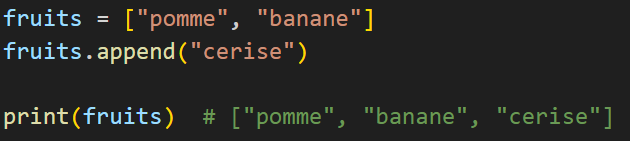 fruits = ["pomme", "banane"]
fruits.append("cerise")
print(fruits)  # ["pomme", "banane", "cerise"]